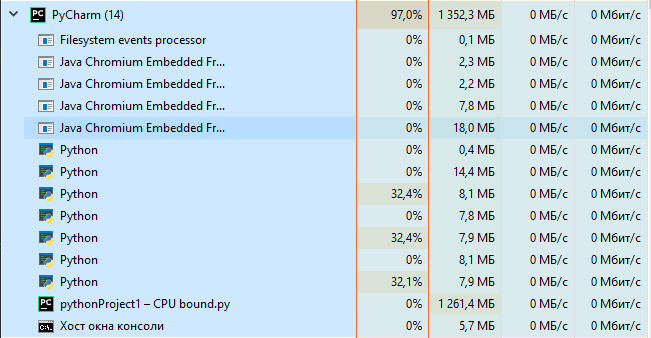 PyCharm (14) 97,0% 1 352,3 МБ 0 МБ/с 0 Мбит/с
Filesystem events processor 0% 0,1 МБ 0 МБ/с 0 Мбит/с
Java Chromium Embedded Fr... 0% 2,3 МБ 0 МБ/с 0 Мбит/с
Java Chromium Embedded Fr... 0% 2,2 МБ 0 МБ/с 0 Мбит/с
Java Chromium Embedded Fr... 0% 7,8 МБ 0 МБ/с 0 Мбит/с
Java Chromium Embedded Fr... 0% 18,0 МБ 0 МБ/с 0 Мбит/с
Python 0% 0,4 МБ 0 МБ/с 0 Мбит/с
Python 0% 14,4 МБ 0 МБ/с 0 Мбит/с
Python 32,4% 8,1 МБ 0 МБ/с 0 Мбит/с
Python 0% 7,8 МБ 0 МБ/с 0 Мбит/с
Python 32,4% 7,9 МБ 0 МБ/с 0 Мбит/с
Python 0% 8,1 МБ 0 МБ/с 0 Мбит/с
Python 32,1% 7,9 МБ 0 МБ/с 0 Мбит/с
pythonProject1 – CPU bound.py 0% 1 261,4 МБ 0 МБ/с 0 Мбит/с
Хост окна консоли 0% 5,7 МБ 0 МБ/с 0 Мбит/с